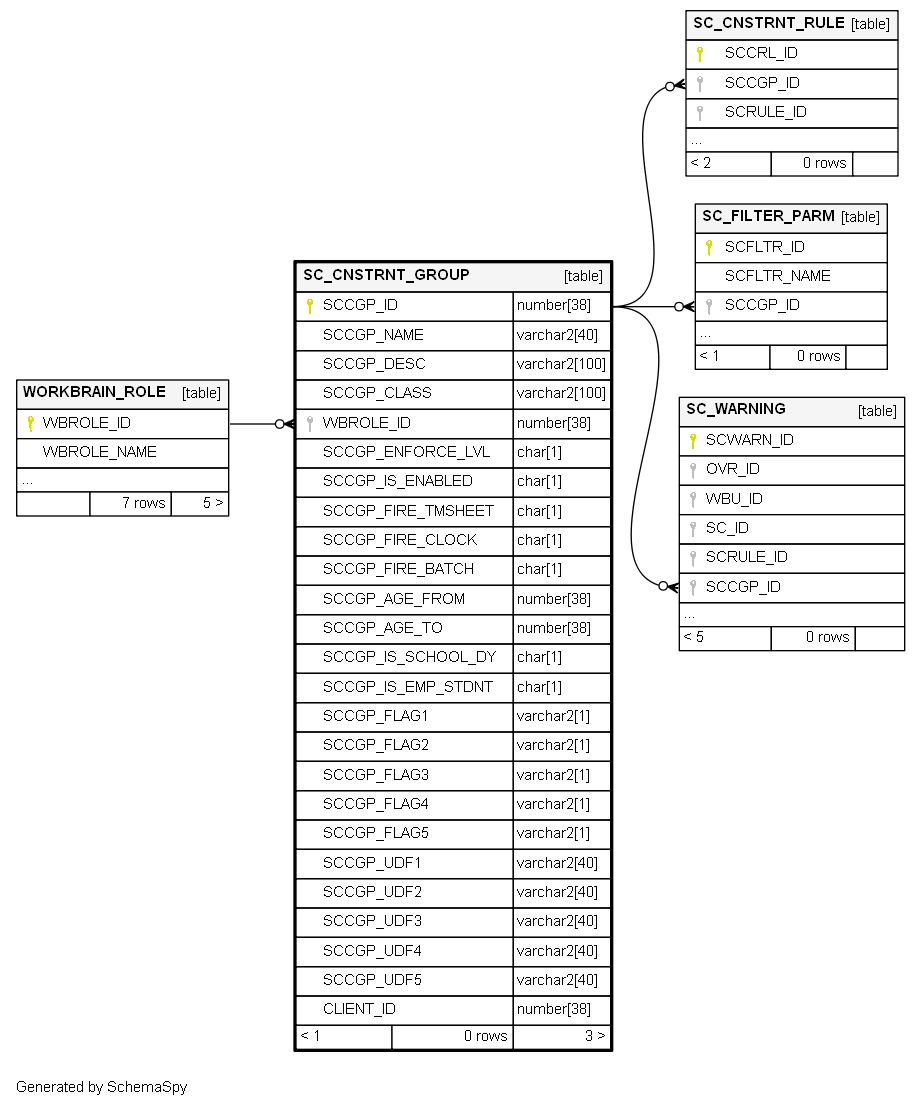 WORKBRAIN_ROLE [table]
WBROLE_ID
WBROLE_NAME
...
7 rows 5 >
SC_CNSTRNT_GROUP [table]
SCCGP_ID number[38]
SCCGP_NAME varchar2[40]
SCCGP_DESC varchar2[100]
SCCGP_CLASS varchar2[100]
WBROLE_ID number[38]
SCCGP_ENFORCE_LVL char[1]
SCCGP_IS_ENABLED char[1]
SCCGP_FIRE_TMSHEET char[1]
SCCGP_FIRE_CLOCK char[1]
SCCGP_FIRE_BATCH char[1]
SCCGP_AGE_FROM number[38]
SCCGP_AGE_TO number[38]
SCCGP_IS_SCHOOL_DY char[1]
SCCGP_IS_EMP_STDNT char[1]
SCCGP_FLAG1 varchar2[1]
SCCGP_FLAG2 varchar2[1]
SCCGP_FLAG3 varchar2[1]
SCCGP_FLAG4 varchar2[1]
SCCGP_FLAG5 varchar2[1]
SCCGP_UDF1 varchar2[40]
SCCGP_UDF2 varchar2[40]
SCCGP_UDF3 varchar2[40]
SCCGP_UDF4 varchar2[40]
SCCGP_UDF5 varchar2[40]
CLIENT_ID number[38]
< 1 0 rows 3 >
SC_CNSTRNT_RULE [table]
SCCRL_ID
SCCGP_ID
SCRULE_ID
...
< 2 0 rows
SC_FILTER_PARM [table]
SCFLTR_ID
SCFLTR_NAME
SCCGP_ID
...
< 1 0 rows
SC_WARNING [table]
SCWARN_ID
OVR_ID
WBU_ID
SC_ID
SCRULE_ID
SCCGP_ID
...
< 5 0 rows
Generated by SchemaSpy